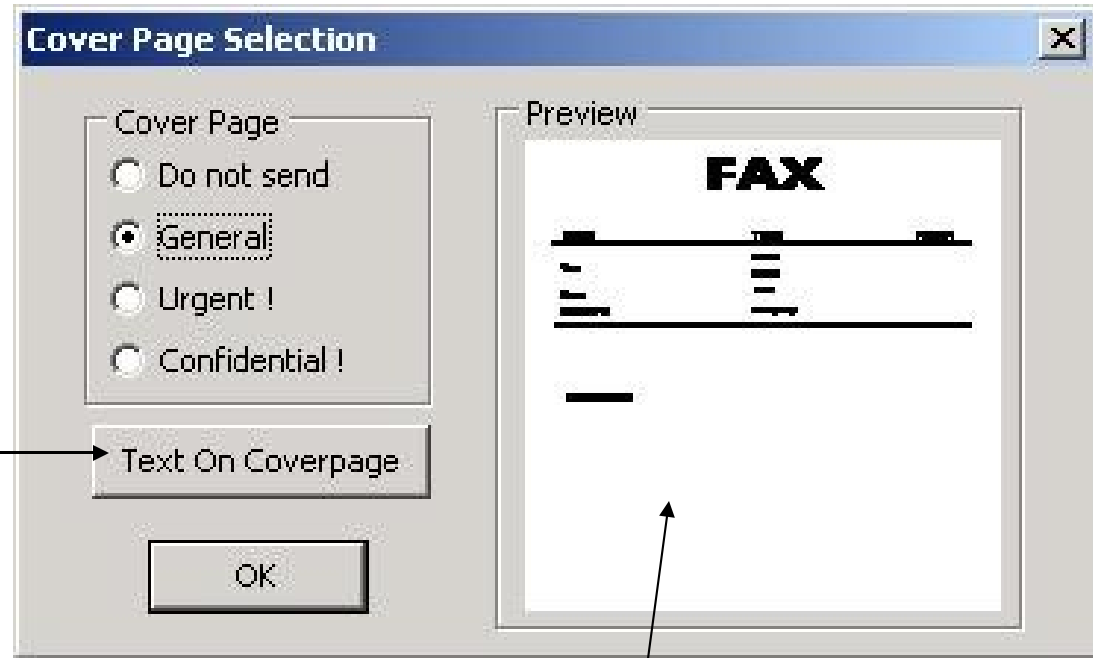 Cover Page Selection
Cover Page
Do not send
General
Urgent !
Confidential !
Text On Coverpage
OK
Preview
FAX